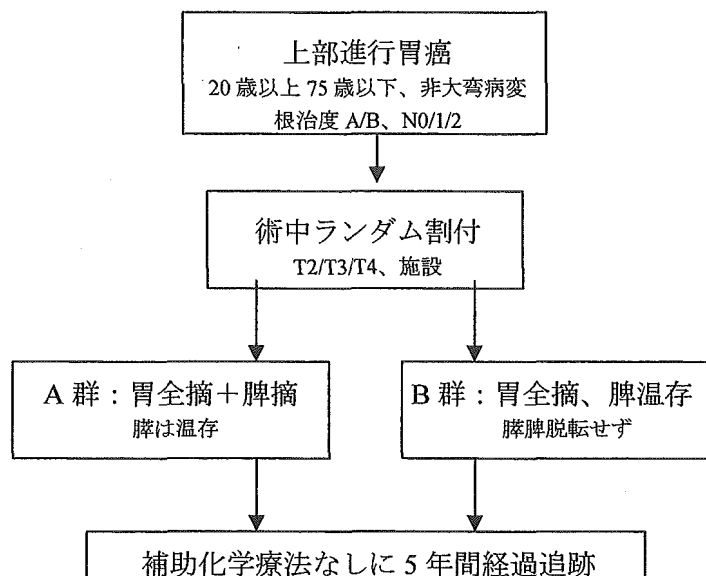 上部進行胃癌
20歳以上75歳以下、非大弯病変
根治度 A/B、N0/1/2
術中ランダム割付
T2/T3/T4、施設
A 群：胃全摘＋脾摘
膵は温存
B 群：胃全摘、脾温存
膵脾脱転せず
補助化学療法なしに5年間経過追跡